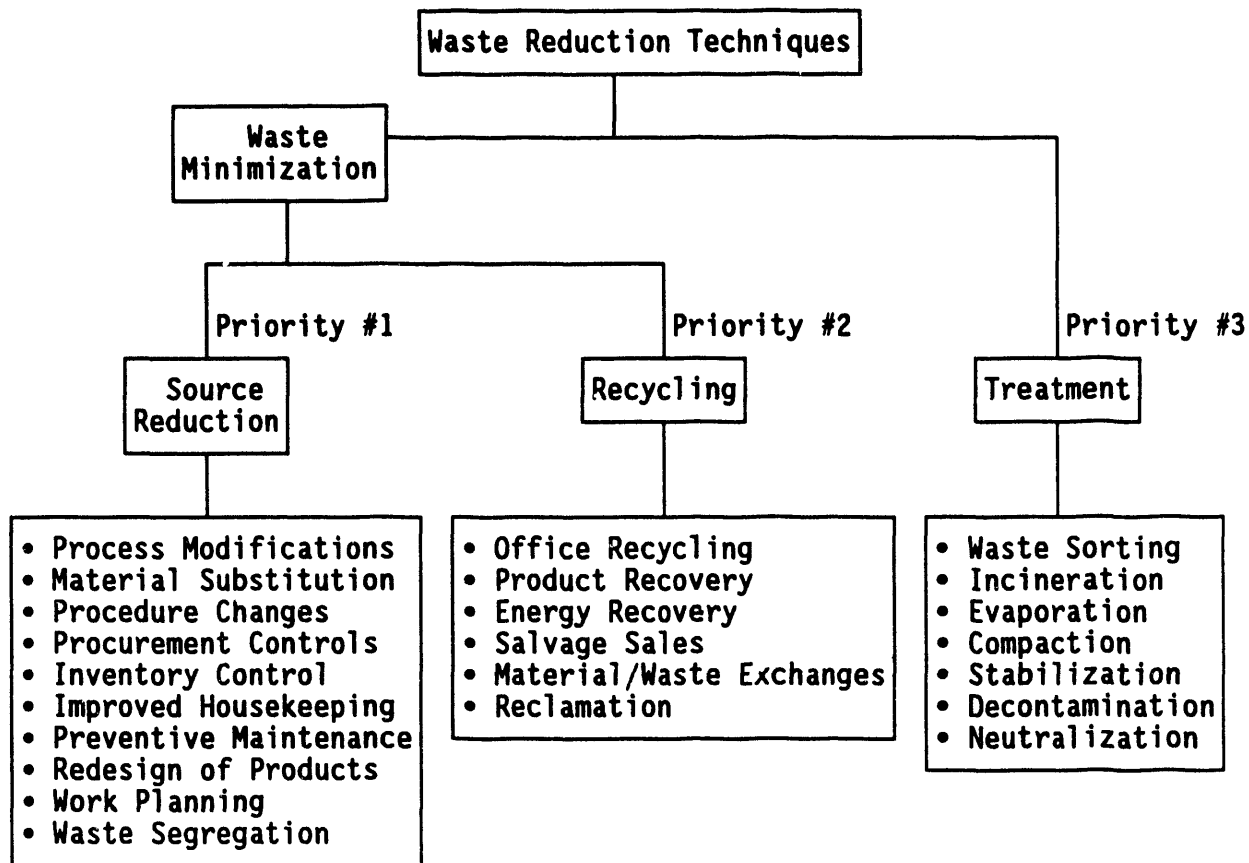 Waste Reduction Techniques
Waste
Minimization
Priority #1
Priority #2
Priority #3
Source
Reduction
Recycling
Treatment
• Process Modifications
• Material Substitution
• Procedure Changes
• Procurement Controls
• Inventory Control
• Improved Housekeeping
• Preventive Maintenance
• Redesign of Products
• Work Planning
• Waste Segregation
• Office Recycling
• Product Recovery
• Energy Recovery
• Salvage Sales
• Material/Waste Exchanges
• Reclamation
• Waste Sorting
• Incineration
• Evaporation
• Compaction
• Stabilization
• Decontamination
• Neutralization